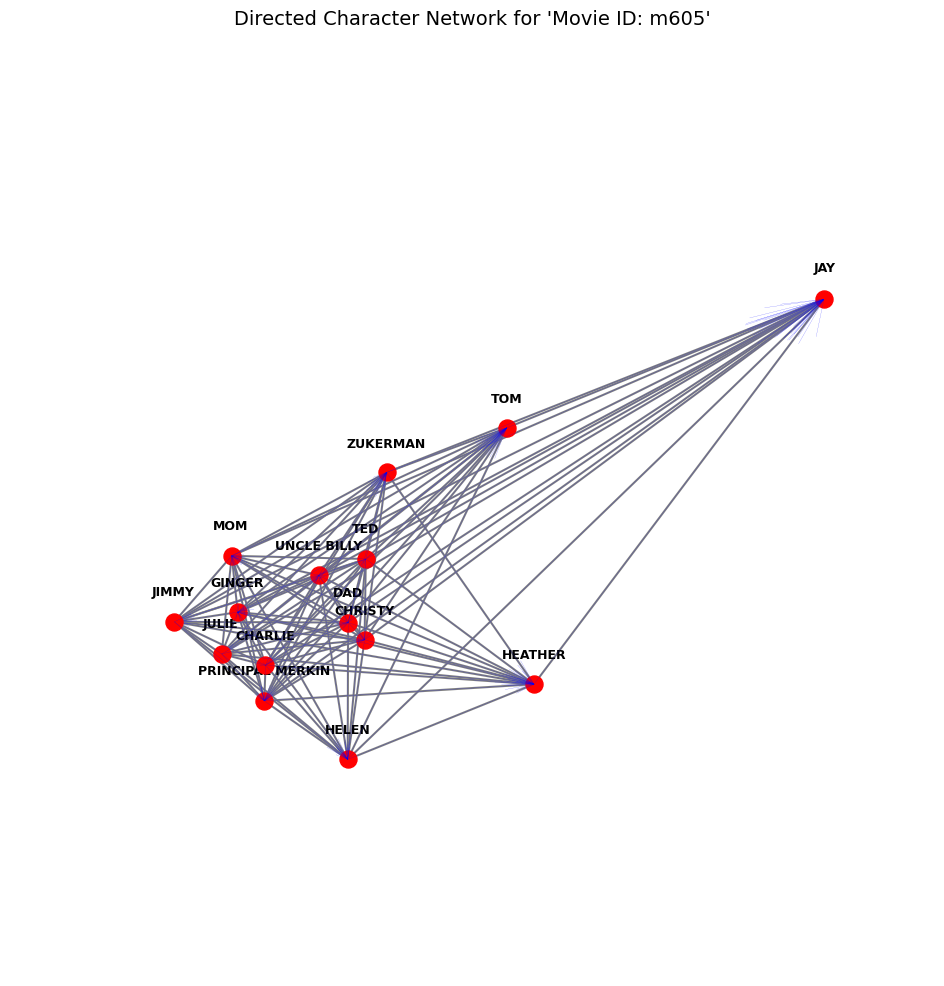 Directed Character Network for 'Movie ID: m605'
JAY
TOM
ZUKERMAN
MOM
TED
UNCLE BILLY
GINGER
JIMMY
DAD
CHRISTY
JULIE
CHARLIE
HEATHER
PRINCIPAL MERKIN
HELEN